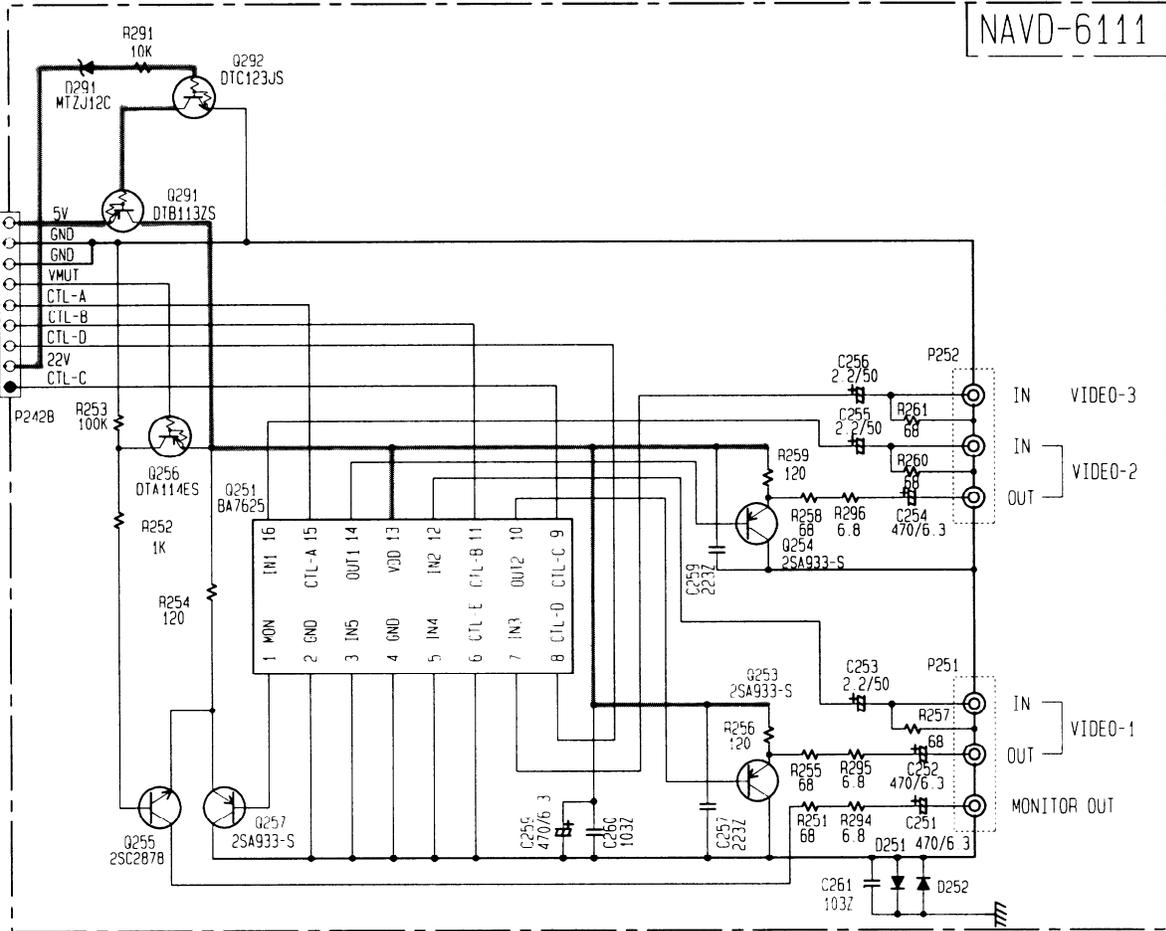 NAVD-6111
R291
10K
Q292
DTC123JS
D291
MTZJ12C
Q291
DTB113ZS
5V
GND
GND
VMUT
CTL-A
CTL-B
CTL-D
22V
CTL-C
P242B
R253
100K
Q256
DTA114ES
Q251
BA7625
R252
1K
R254
120
16 15 14 13 12 11 10 9
IN1 CTL-A OUT1 VDD IN2 CTL-B OUT2 CTL-C
MON GND IN5 GND IN4 CTL-E IN3 CTL-D
1 2 3 4 5 6 7 8
C256
2.2/50
P252
IN
VIDEO-3
R261
68
C255
2.2/50
IN
VIDEO-2
R260
68
OUT
R259
120
R258
68
R296
6.8
C254
470/6.3
Q254
2SA933-S
C259
223Z
Q253
2SA933-S
C253
2.2/50
P251
IN
VIDEO-1
R257
68
OUT
R256
120
R255
68
R295
6.8
C252
470/6.3
MONITOR OUT
R251
68
R294
6.8
C251
470/6.3
Q255
2SC2878
Q257
2SA933-S
470/6.3
C260
103Z
C257
223Z
D251
D252
C261
103Z